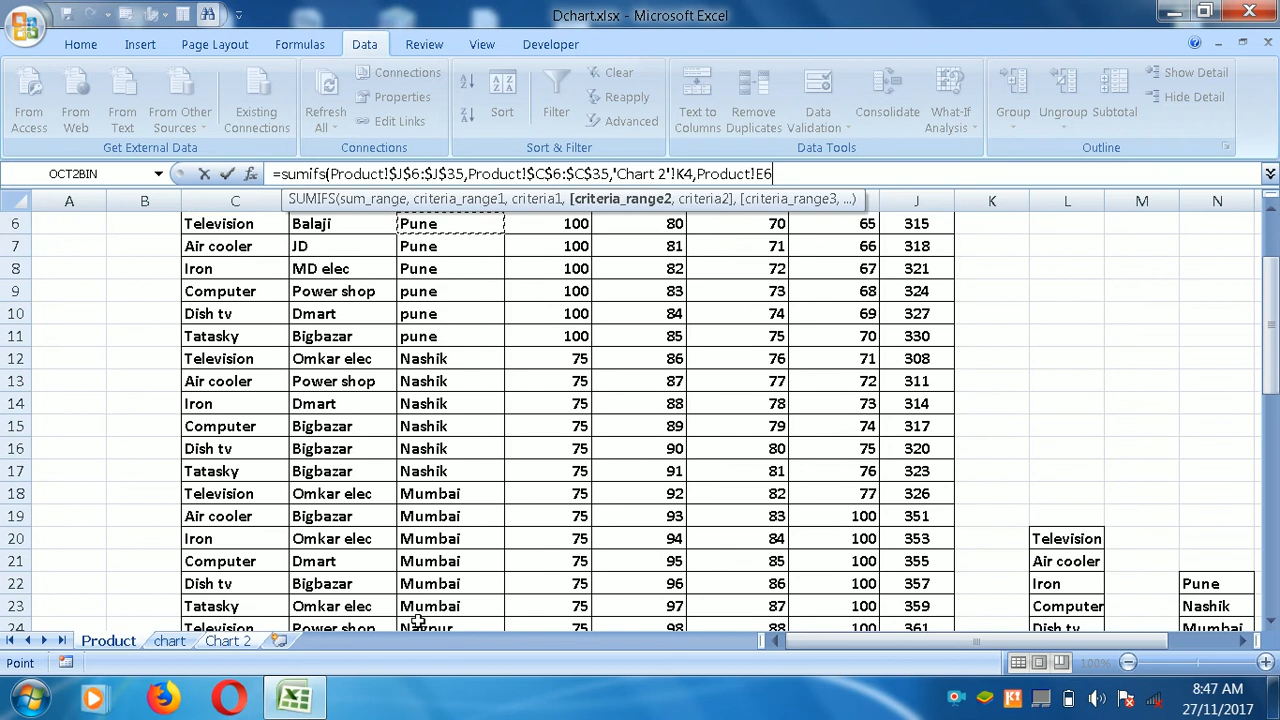 Dchart.xlsx - Microsoft Excel
Home Insert Page Layout Formulas Data Review View Developer
From Access
From Web
From Text
From Other Sources
Existing Connections
Refresh All
Connections
Properties
Edit Links
Sort
Filter
Clear
Reapply
Advanced
Text to Columns
Remove Duplicates
Data Validation
Consolidate
What-If Analysis
Group
Ungroup
Subtotal
Show Detail
Hide Detail
Get External Data Connections Sort & Filter Data Tools Outline
OCT2BIN =sumifs(Product!$J$6:$J$35,Product!$C$6:$C$35,'Chart 2'!K4,Product!E6
SUMIFS(sum_range, criteria_range1, criteria1, [criteria_range2, criteria2], [criteria_range3, ...)
A B C J K L M N
6 Television Balaji Pune 100 80 70 65 315
7 Air cooler JD Pune 100 81 71 66 318
8 Iron MD elec Pune 100 82 72 67 321
9 Computer Power shop pune 100 83 73 68 324
10 Dish tv Dmart pune 100 84 74 69 327
11 Tatasky Bigbazar pune 100 85 75 70 330
12 Television Omkar elec Nashik 75 86 76 71 308
13 Air cooler Power shop Nashik 75 87 77 72 311
14 Iron Dmart Nashik 75 88 78 73 314
15 Computer Bigbazar Nashik 75 89 79 74 317
16 Dish tv Bigbazar Nashik 75 90 80 75 320
17 Tatasky Bigbazar Nashik 75 91 81 76 323
18 Television Omkar elec Mumbai 75 92 82 77 326
19 Air cooler Bigbazar Mumbai 75 93 83 100 351
20 Iron Omkar elec Mumbai 75 94 84 100 353 Television
21 Computer Dmart Mumbai 75 95 85 100 355 Air cooler
22 Dish tv Bigbazar Mumbai 75 96 86 100 357 Iron Pune
23 Tatasky Omkar elec Mumbai 75 97 87 100 359 Computer Nashik
24 Television Power shop Nagpur 75 98 88 100 361 Dish tv Mumbai
Product chart Chart 2
Point 100%
8:47 AM
27/11/2017